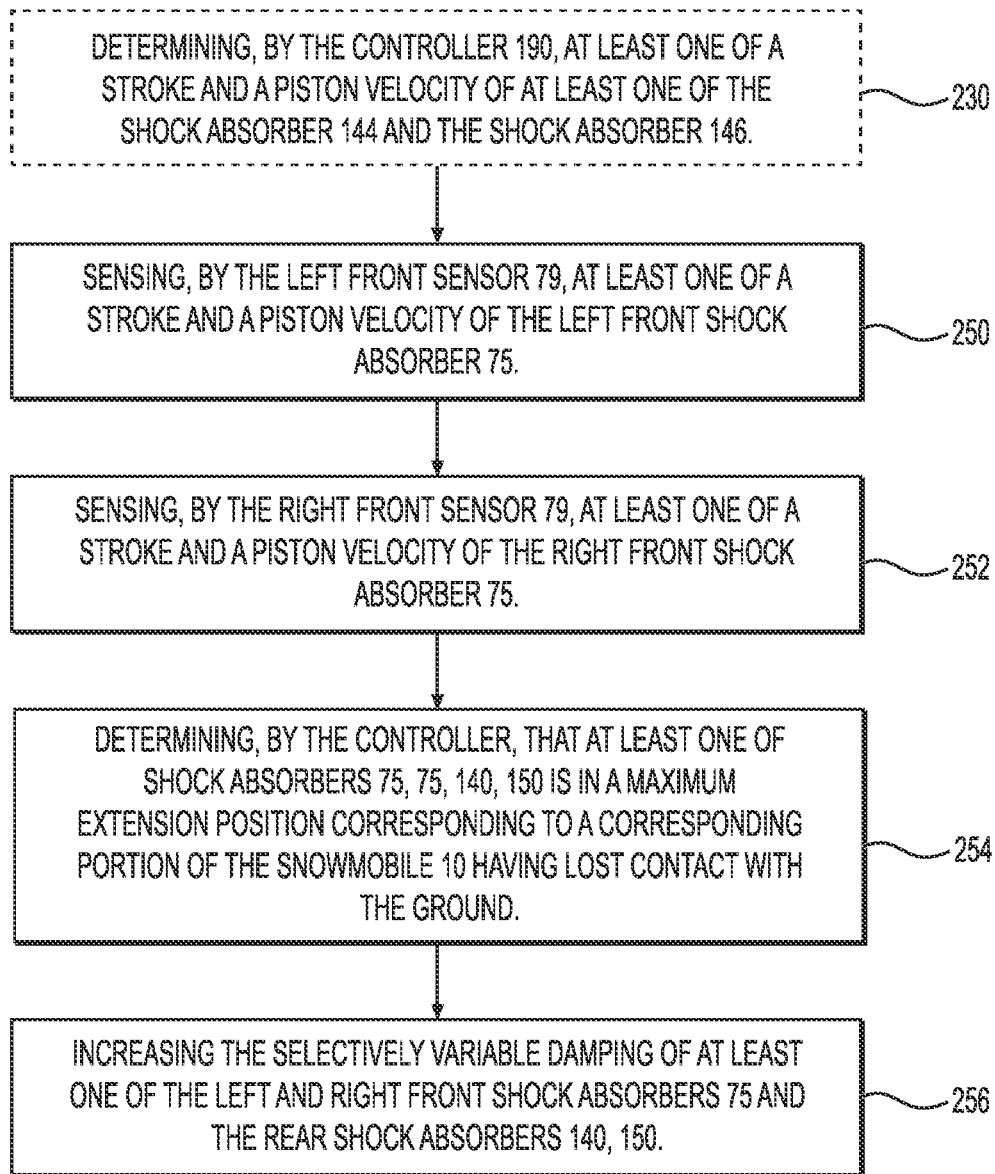 DETERMINING, BY THE CONTROLLER 190, AT LEAST ONE OF A
STROKE AND A PISTON VELOCITY OF AT LEAST ONE OF THE
SHOCK ABSORBER 144 AND THE SHOCK ABSORBER 146.
230
SENSING, BY THE LEFT FRONT SENSOR 79, AT LEAST ONE OF A
STROKE AND A PISTON VELOCITY OF THE LEFT FRONT SHOCK
ABSORBER 75.
250
SENSING, BY THE RIGHT FRONT SENSOR 79, AT LEAST ONE OF A
STROKE AND A PISTON VELOCITY OF THE RIGHT FRONT SHOCK
ABSORBER 75.
252
DETERMINING, BY THE CONTROLLER, THAT AT LEAST ONE OF
SHOCK ABSORBERS 75, 75, 140, 150 IS IN A MAXIMUM
EXTENSION POSITION CORRESPONDING TO A CORRESPONDING
PORTION OF THE SNOWMOBILE 10 HAVING LOST CONTACT WITH
THE GROUND.
254
INCREASING THE SELECTIVELY VARIABLE DAMPING OF AT LEAST
ONE OF THE LEFT AND RIGHT FRONT SHOCK ABSORBERS 75 AND
THE REAR SHOCK ABSORBERS 140, 150.
256